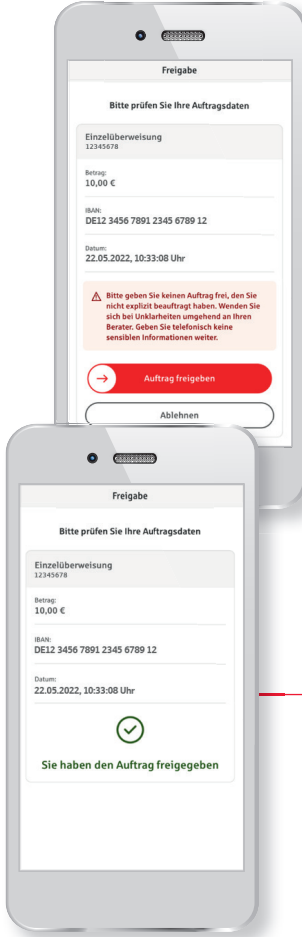 Freigabe
Bitte prüfen Sie Ihre Auftragsdaten
Einzelüberweisung
12345678
Betrag:
10,00 €
IBAN:
DE12 3456 7891 2345 6789 12
Datum:
22.05.2022, 10:33:08 Uhr
Bitte geben Sie keinen Auftrag frei, den Sie
nicht explizit beauftragt haben. Wenden Sie
sich bei Unklarheiten umgehend an Ihren
Berater. Geben Sie telefonisch keine
sensiblen Informationen weiter.
Auftrag freigeben
Ablehnen
Freigabe
Bitte prüfen Sie Ihre Auftragsdaten
Einzelüberweisung
12345678
Betrag:
10,00 €
IBAN:
DE12 3456 7891 2345 6789 12
Datum:
22.05.2022, 10:33:08 Uhr
Sie haben den Auftrag freigegeben